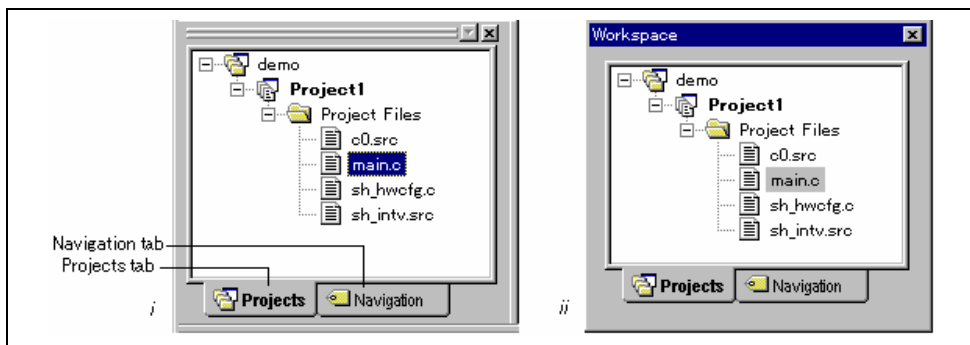 demo
Project1
Project Files
c0.src
main.c
sh_hwcfg.c
sh_intv.src
Navigation tab
Projects tab
Projects Navigation
i
Workspace
demo
Project1
Project Files
c0.src
main.c
sh_hwcfg.c
sh_intv.src
Projects Navigation
ii